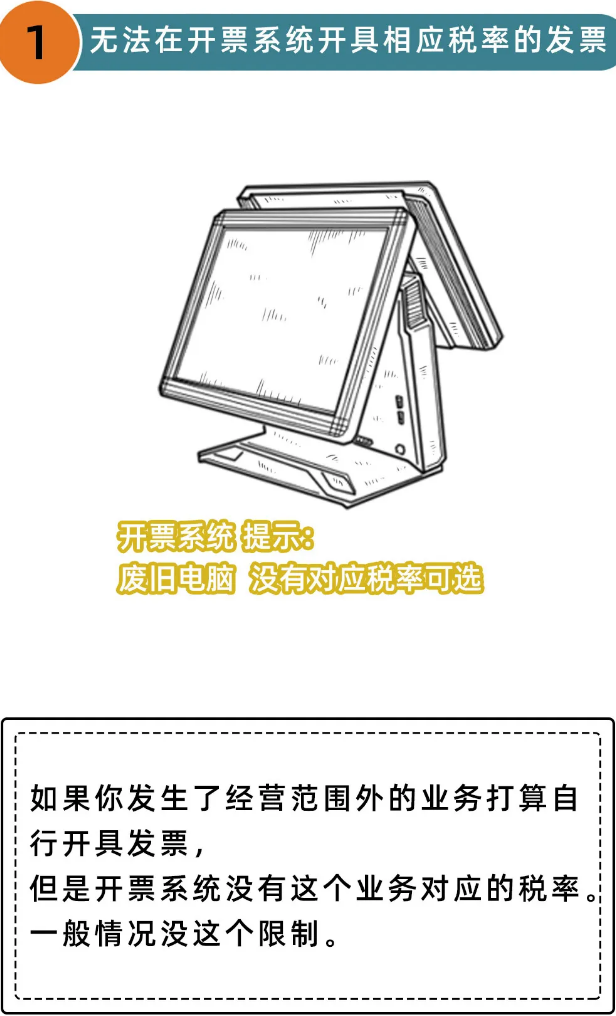 1
无法在开票系统开具相应税率的发票
开票系统 提示:
废旧电脑 没有对应税率可选
如果你发生了经营范围外的业务打算自
行开具发票，
但是开票系统没有这个业务对应的税率。
一般情况没这个限制。